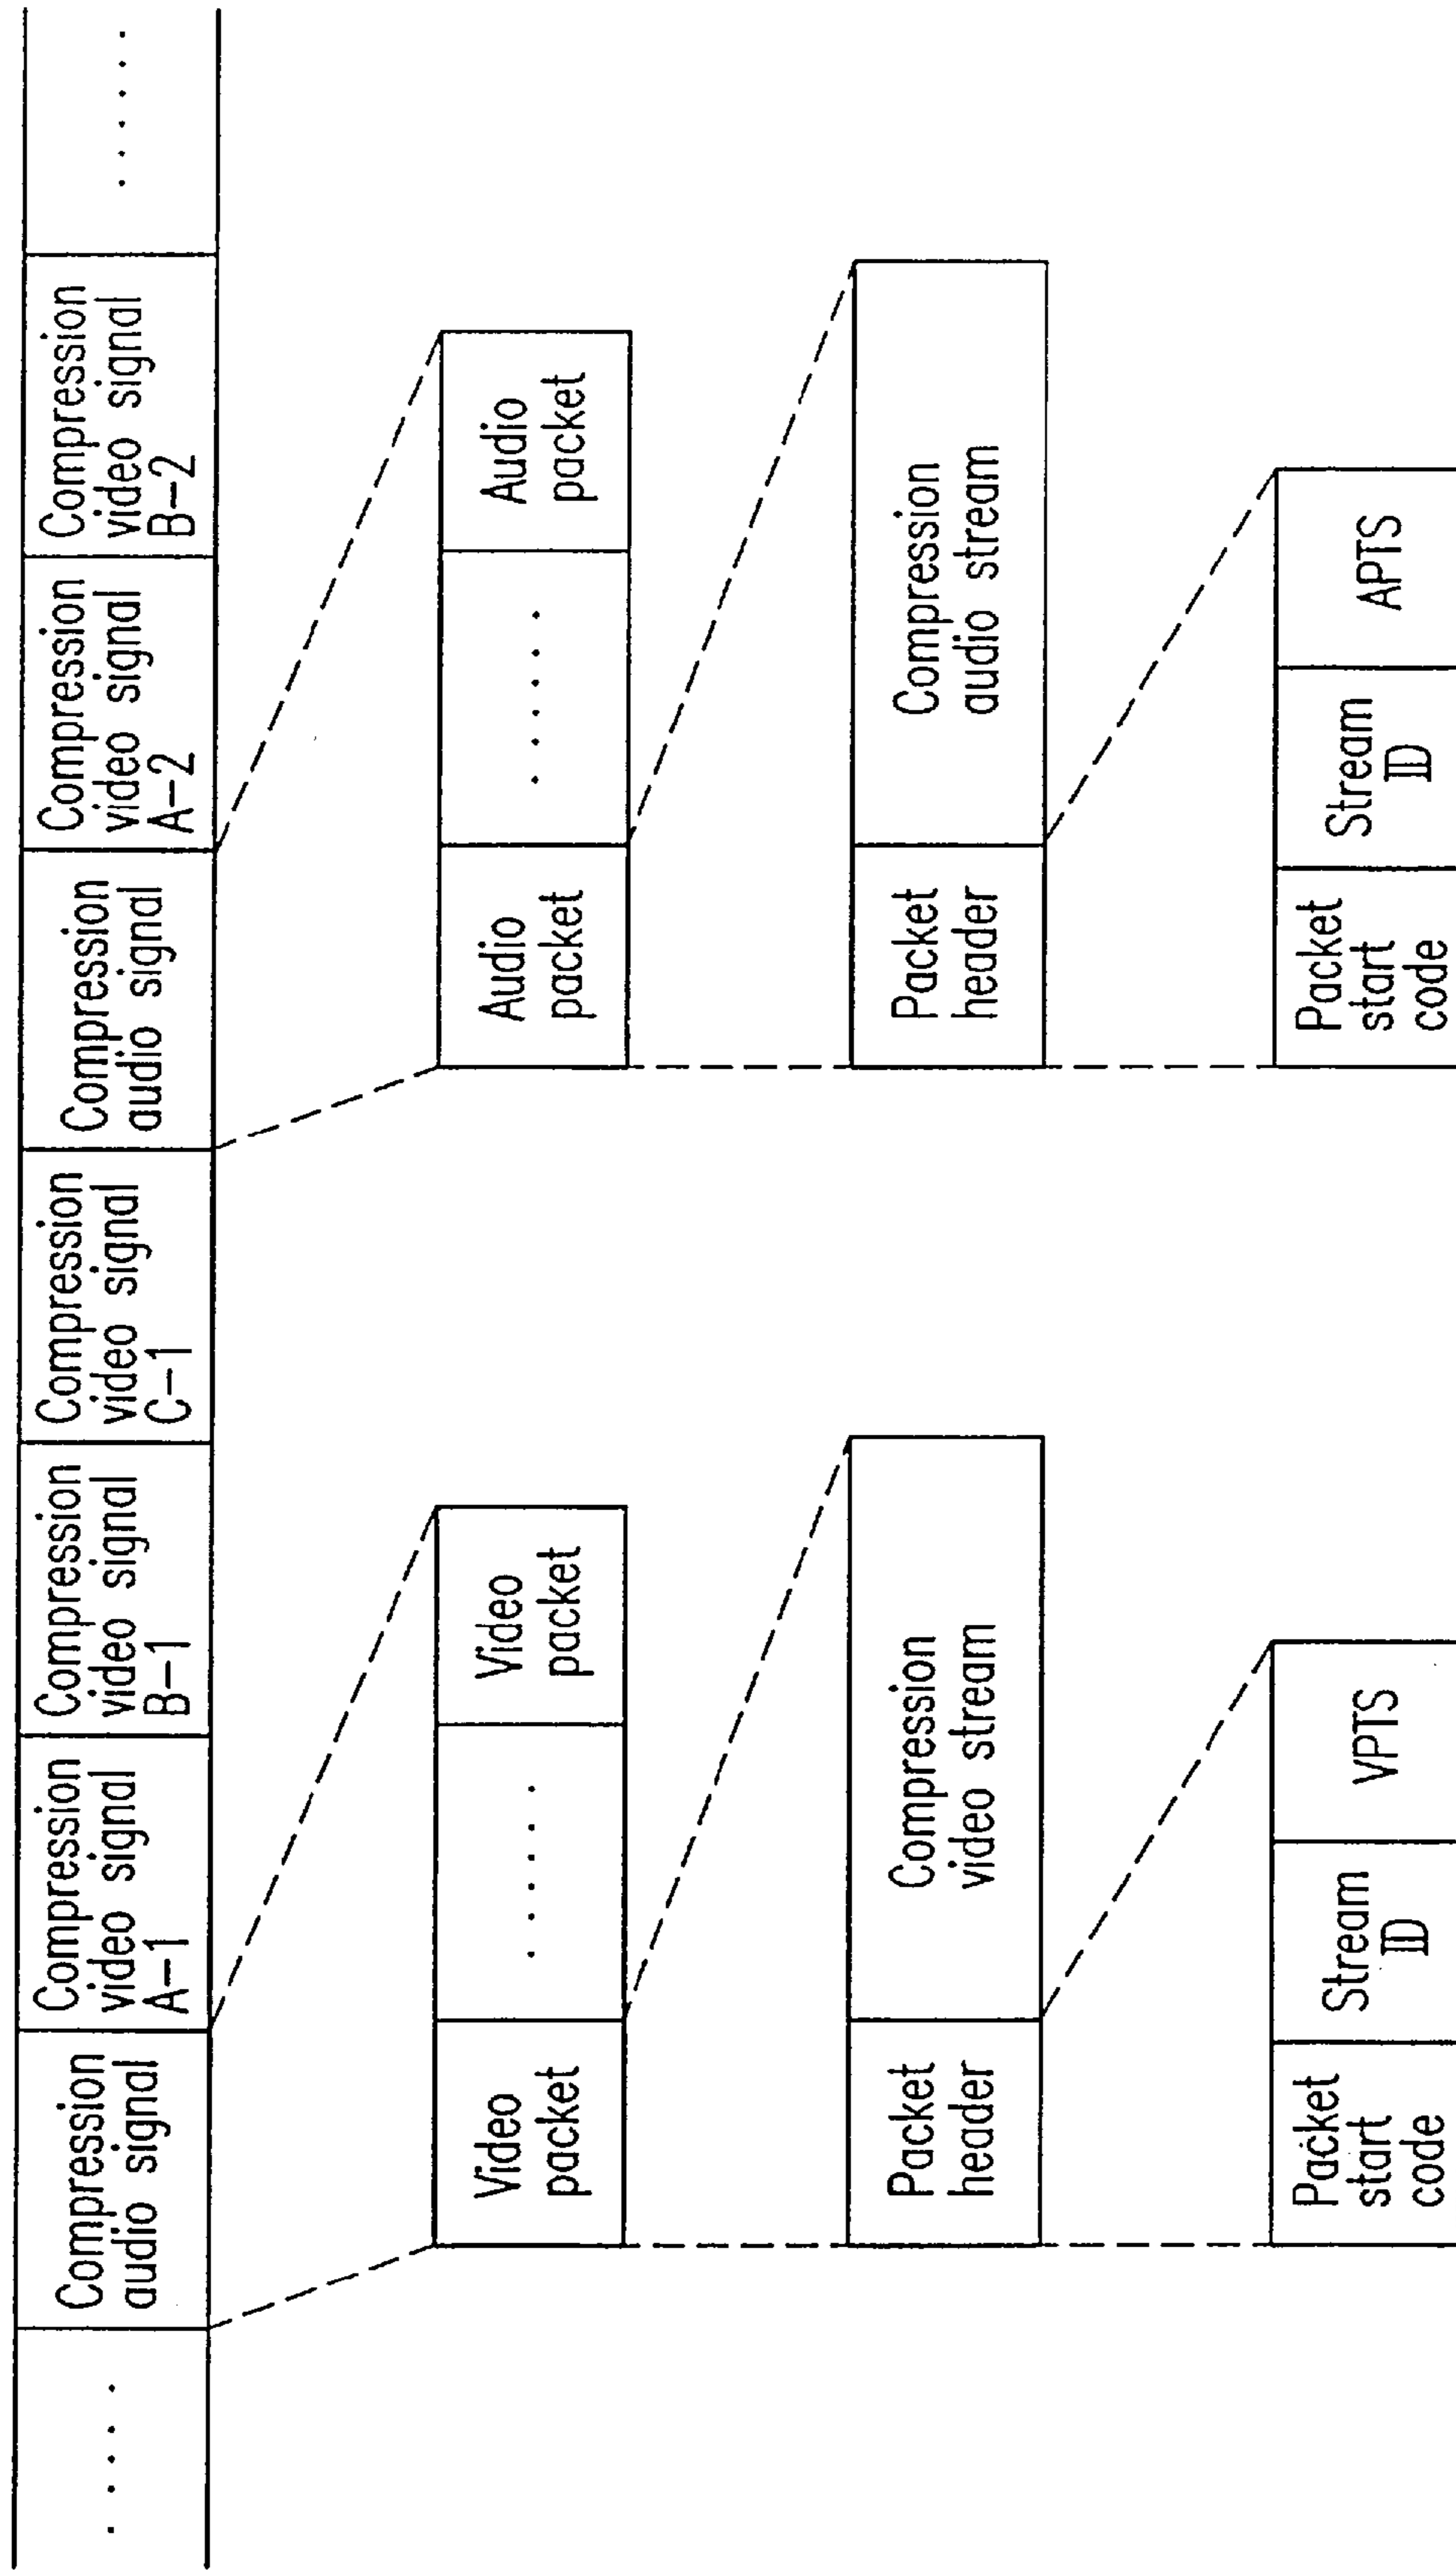 . . . . .
Compression
audio signal
Compression
video signal
A-1
Compression
video signal
B-1
Compression
video signal
C-1
Compression
audio signal
Compression
video signal
A-2
Compression
video signal
B-2
. . . . . .
Video
packet
. . . . . .
Video
packet
Audio
packet
. . . . . .
Audio
packet
Packet
header
Compression
video stream
Packet
header
Compression
audio stream
Packet
start
code
Stream
ID
VPTS
Packet
start
code
Stream
ID
APTS